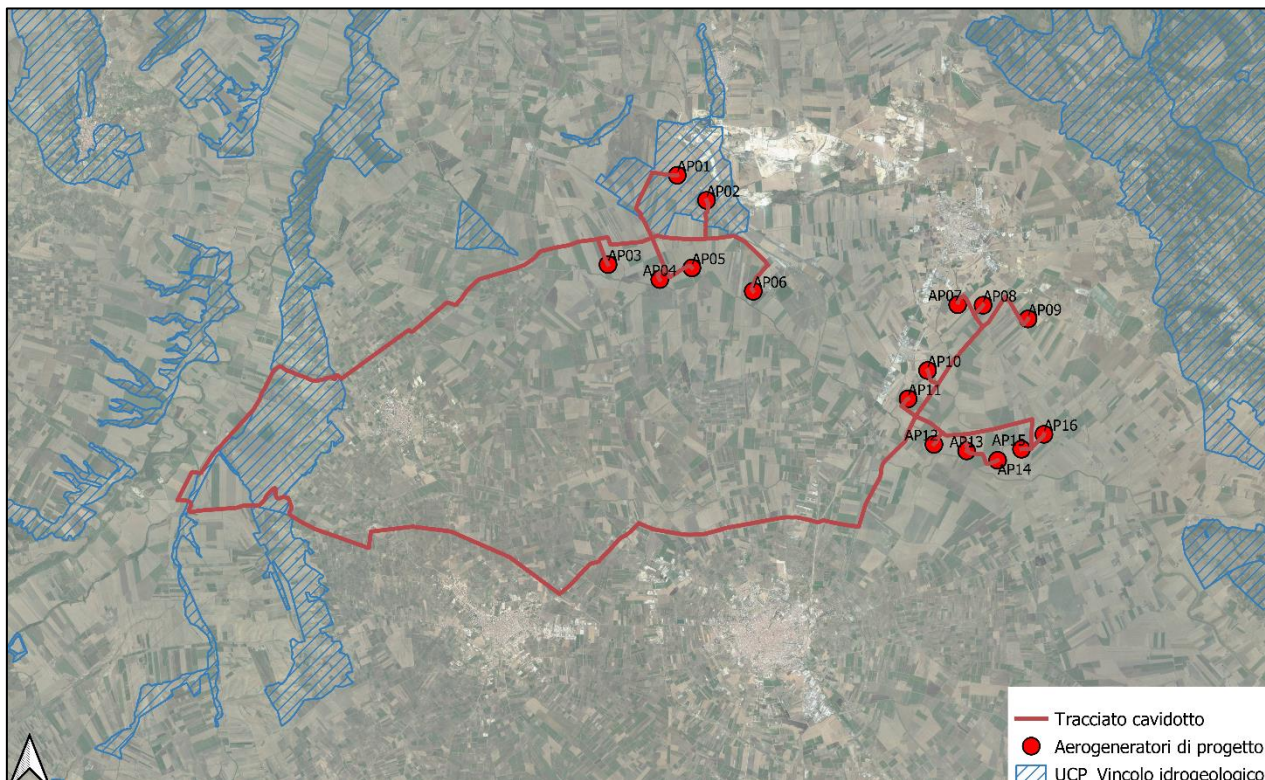 AP01
AP02
AP03
AP04
AP05
AP06
AP07
AP08
AP09
AP10
AP11
AP12
AP13
AP14
AP15
AP16
Tracciato cavidotto
Aerogeneratori di progetto
UCP_Vincolo idrogeologico